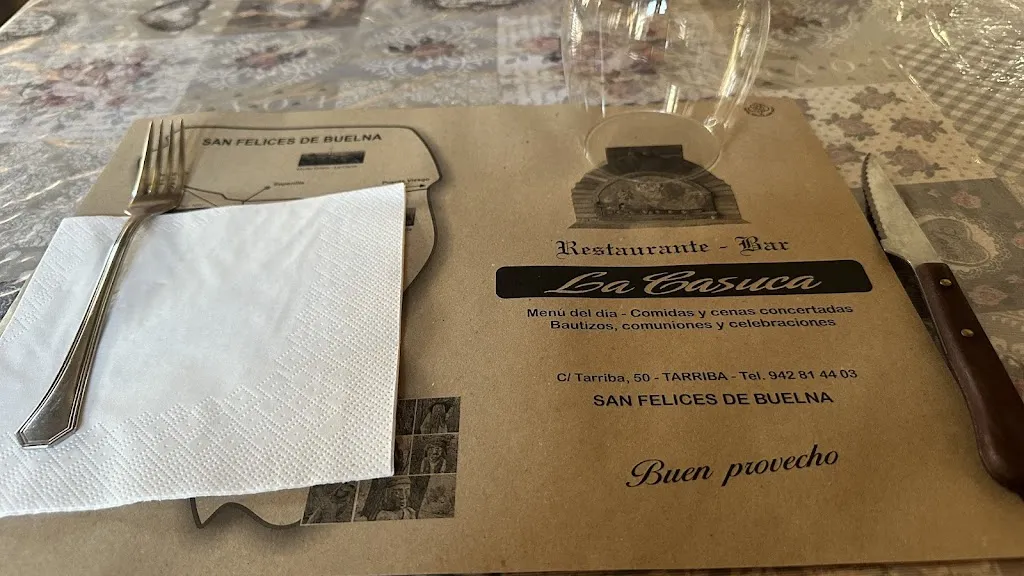 SAN FELICES DE BUELNA
Restaurante - Bar
La Casuca
Menú del dia - Comidas y cenas concertadas
Bautizos, comuniones y celebraciones
C/ Tarriba, 50 - TARRIBA - Tel. 942 81 44 03
SAN FELICES DE BUELNA
Buen provecho